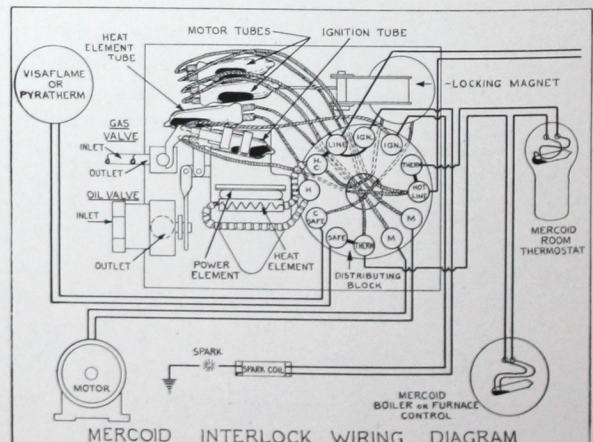 HEAT
ELEMENT
TUBE
MOTOR TUBES
IGNITION TUBE
VISAFLAME
OR
PYRATHERM
LOCKING MAGNET
GAS
VALVE
INLET
OUTLET
OIL VALVE
INLET
OUTLET
LINE
IGN.
IGN.
H.
C.
THERM
H
HOT
LINE
C
SAFE
M
SAFE
THERM
M
POWER
ELEMENT
HEAT
ELEMENT
DISTRIBUTING
BLOCK
MERCOID
ROOM
THERMOSTAT
MOTOR
SPARK
SPARK COIL
MERCOID
BOILER OR FURNACE
CONTROL
MERCOID INTERLOCK WIRING DIAGRAM